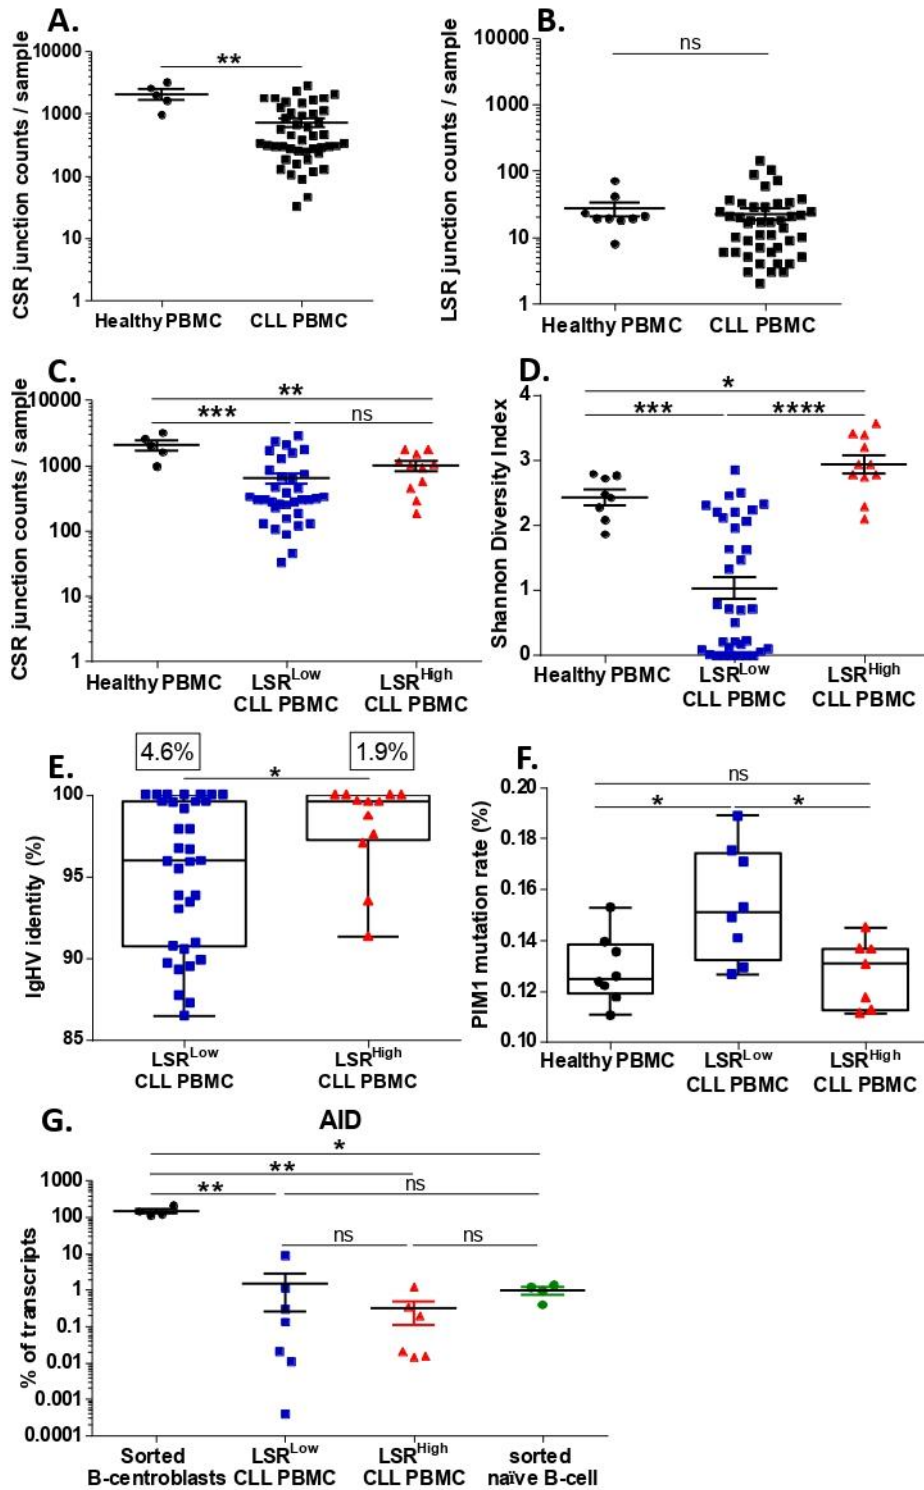 A.
CSR junction counts / sample
10000
1000
100
10
1
**
Healthy PBMC
CLL PBMC
B.
LSR junction counts / sample
10000
1000
100
10
1
ns
Healthy PBMC
CLL PBMC
C.
CSR junction counts / sample
10000
1000
100
10
1
**
***
ns
Healthy PBMC
LSR^Low
CLL PBMC
LSR^High
CLL PBMC
D.
Shannon Diversity Index
4
3
2
1
0
*
***
****
Healthy PBMC
LSR^Low
CLL PBMC
LSR^High
CLL PBMC
E.
IgHV identity (%)
100
95
90
85
4.6%
1.9%
*
LSR^Low
CLL PBMC
LSR^High
CLL PBMC
F.
PIM1 mutation rate (%)
0.20
0.18
0.16
0.14
0.12
0.10
ns
*
*
Healthy PBMC
LSR^Low
CLL PBMC
LSR^High
CLL PBMC
G.
AID
% of transcripts
1000
100
10
1
0.1
0.01
0.001
0.0001
*
**
**
ns
ns
ns
Sorted
B-centroblasts
LSR^Low
CLL PBMC
LSR^High
CLL PBMC
sorted
naïve B-cell